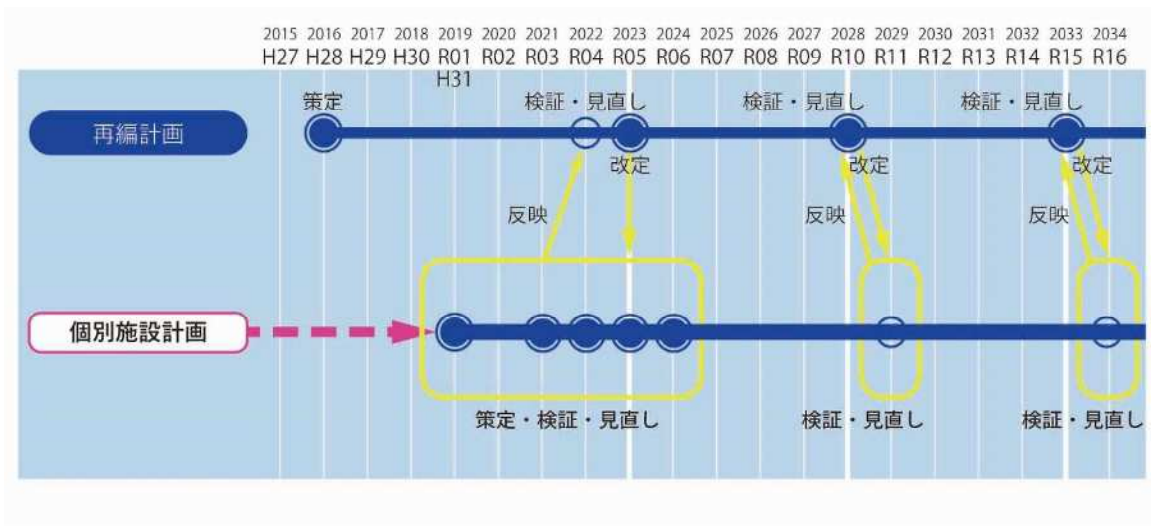 2015 2016 2017 2018 2019 2020 2021 2022 2023 2024 2025 2026 2027 2028 2029 2030 2031 2032 2033 2034
H27 H28 H29 H30 R01 R02 R03 R04 R05 R06 R07 R08 R09 R10 R11 R12 R13 R14 R15 R16
H31
策定 検証・見直し 検証・見直し 検証・見直し
再編計画
改定 改定 改定
反映 反映 反映
個別施設計画
策定・検証・見直し 検証・見直し 検証・見直し